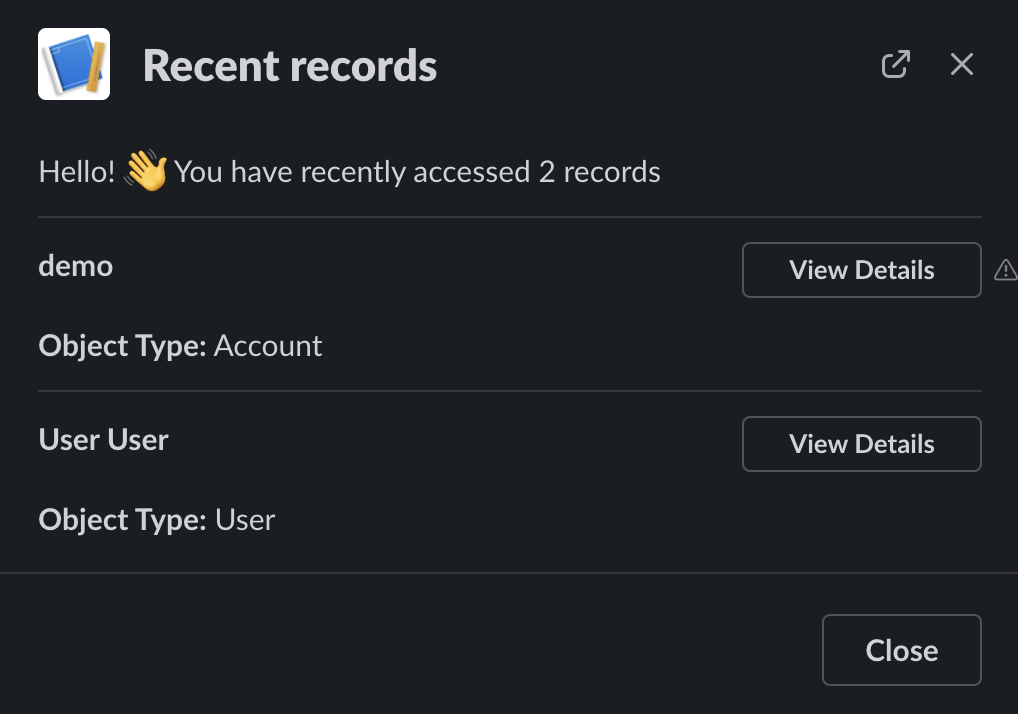 Recent records
Hello! 👋 You have recently accessed 2 records
demo
View Details
Object Type: Account
User User
View Details
Object Type: User
Close